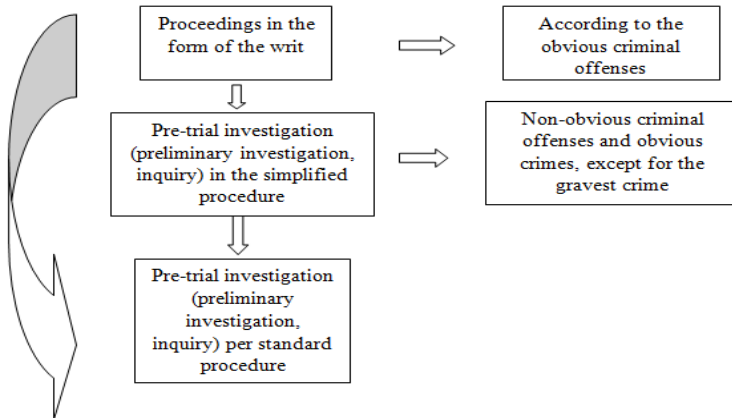 Proceedings in the
form of the writ
According to the
obvious criminal
offenses
Pre-trial investigation
(preliminary investigation,
inquiry) in the simplified
procedure
Non-obvious criminal
offenses and obvious
crimes, except for the
gravest crime
Pre-trial investigation
(preliminary
investigation,
inquiry) per standard
procedure